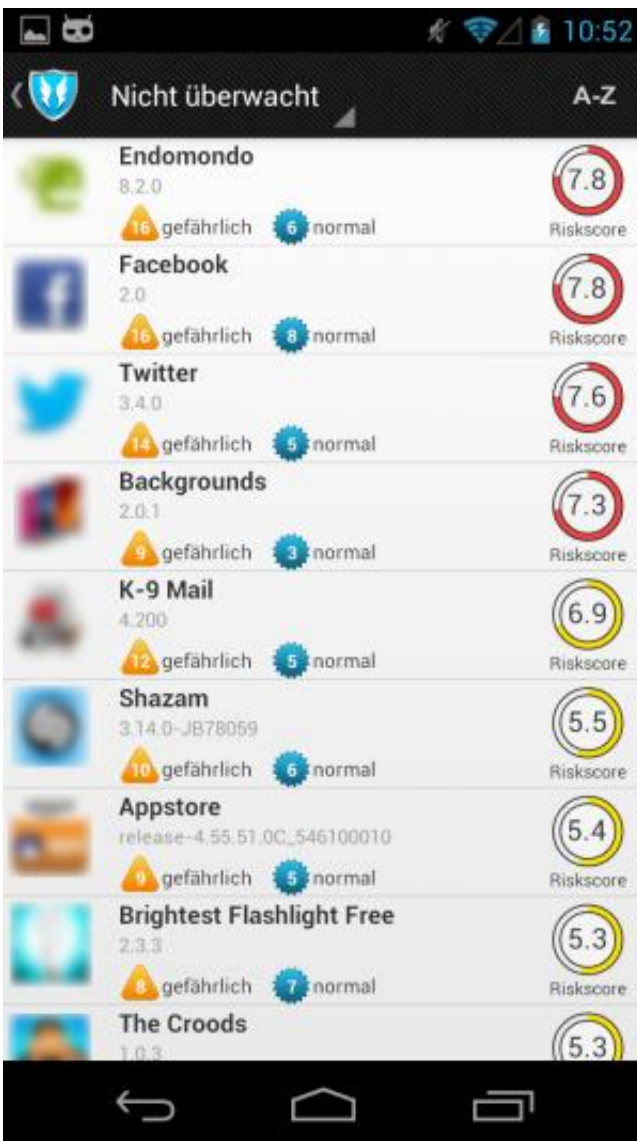 10:52
Nicht überwacht A-Z
Endomondo
8.2.0
7.8
16 gefährlich 6 normal Riskscore
Facebook
2.0
7.8
16 gefährlich 8 normal Riskscore
Twitter
3.4.0
7.6
14 gefährlich 5 normal Riskscore
Backgrounds
2.0.1
7.3
9 gefährlich 3 normal Riskscore
K-9 Mail
4.200
6.9
12 gefährlich 5 normal Riskscore
Shazam
3.14.0-JB78059
5.5
10 gefährlich 6 normal Riskscore
Appstore
release-4.55.51.0C_546100010
5.4
9 gefährlich 5 normal Riskscore
Brightest Flashlight Free
2.3.3
5.3
8 gefährlich 7 normal Riskscore
The Croods
1.0.3
5.3